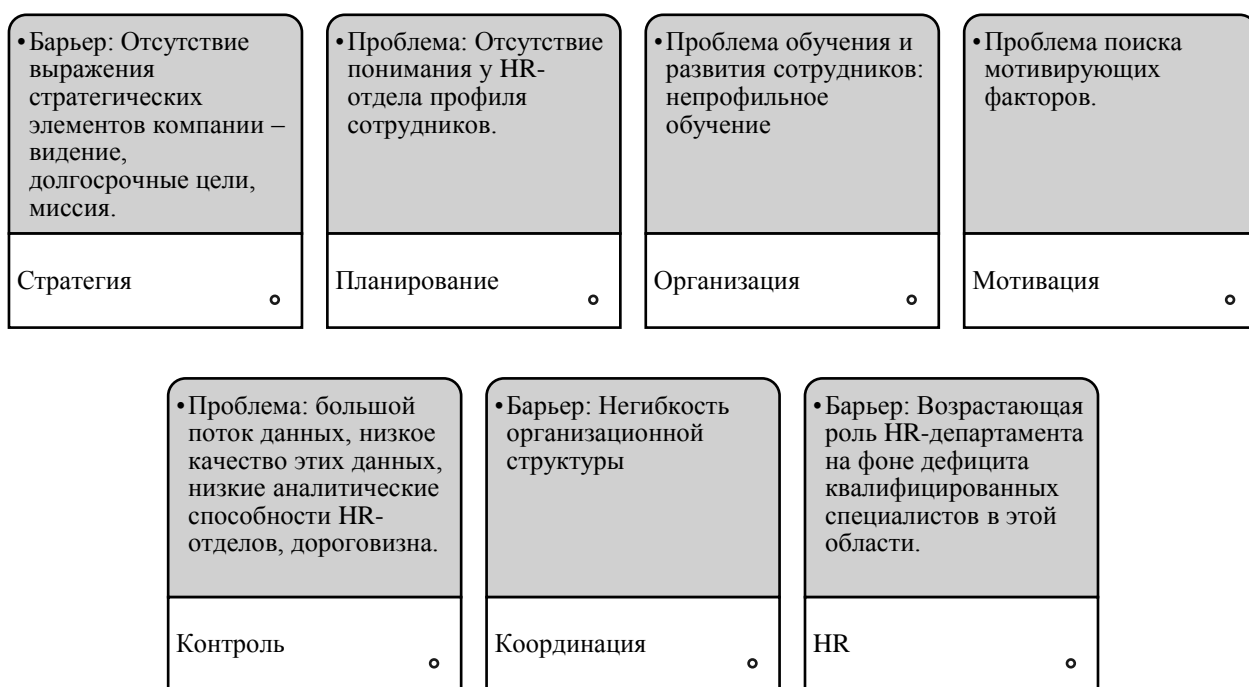 •Барьер: Отсутствие
выражения
стратегических
элементов компании –
видение,
долгосрочные цели,
миссия.
Стратегия
•Проблема: Отсутствие
понимания у HR-
отдела профиля
сотрудников.
Планирование
•Проблема обучения и
развития сотрудников:
непрофильное
обучение
Организация
•Проблема поиска
мотивирующих
факторов.
Мотивация
•Проблема: большой
поток данных, низкое
качество этих данных,
низкие аналитические
способности HR-
отделов, дороговизна.
Контроль
•Барьер: Негибкость
организационной
структуры
Координация
•Барьер: Возрастающая
роль HR-департамента
на фоне дефицита
квалифицированных
специалистов в этой
области.
HR